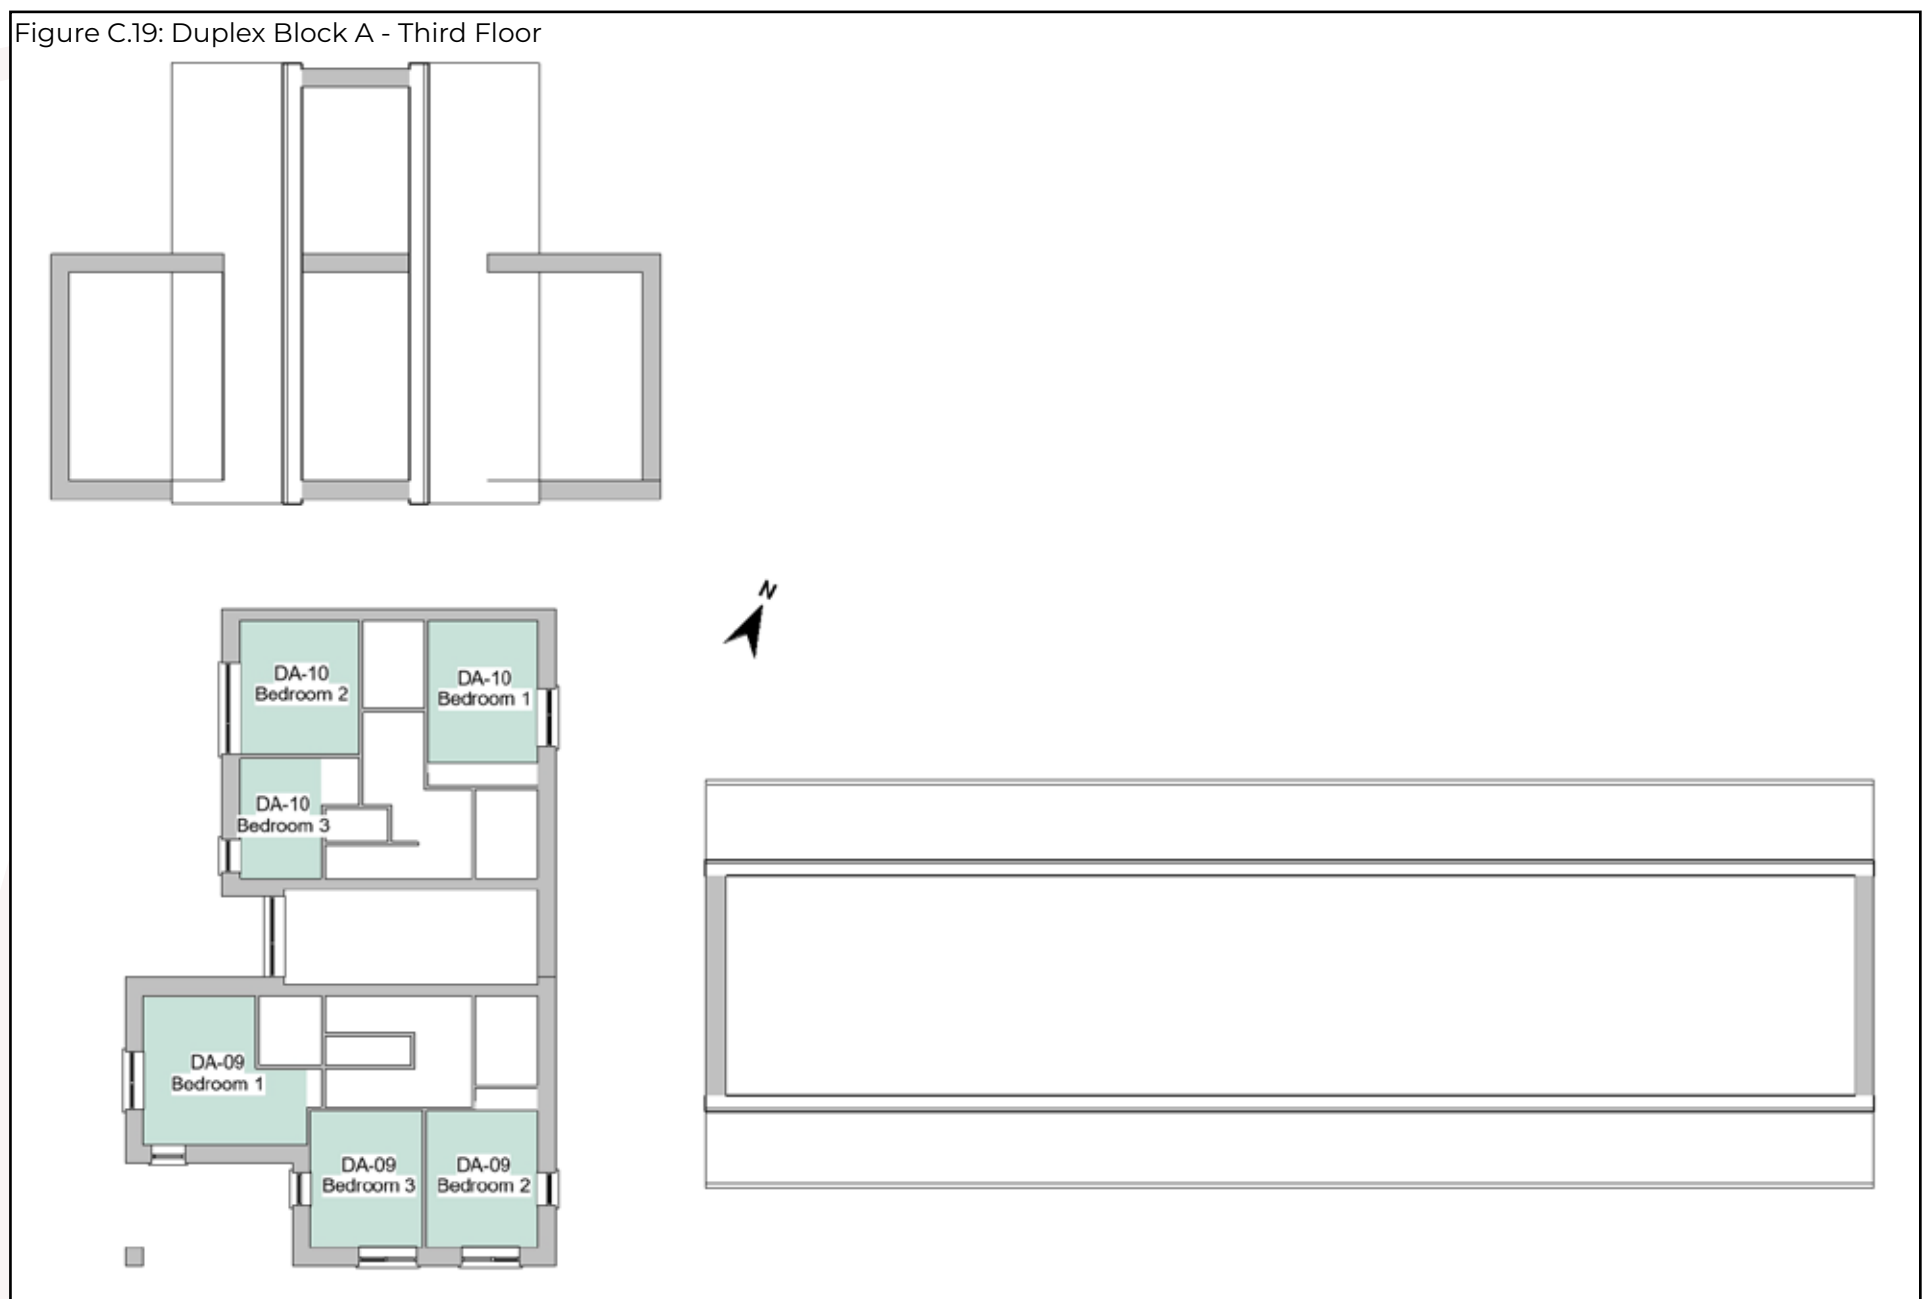 Figure C.19: Duplex Block A - Third Floor
N
DA-10
Bedroom 2
DA-10
Bedroom 1
DA-10
Bedroom 3
DA-09
Bedroom 1
DA-09
Bedroom 3
DA-09
Bedroom 2